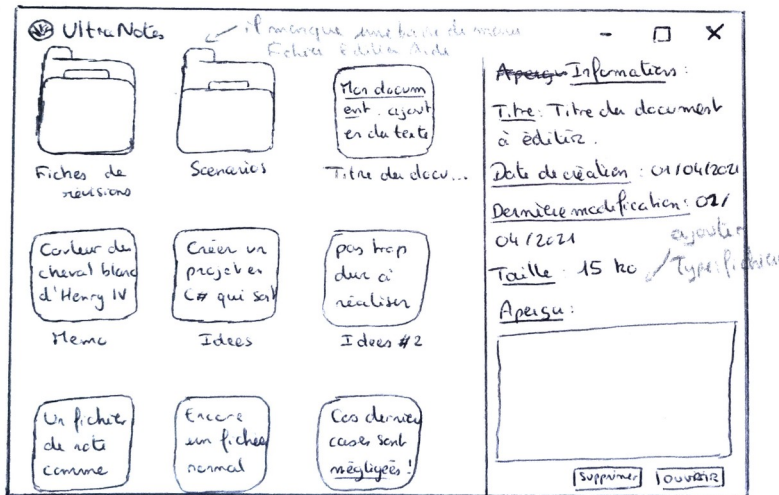 UltraNotes
il manque une barre de menu
Fichier Edition Aide
Fiches de
révisions
Scenarios
Mon docum
ent. ajout
er du texte
Titre du docu...
Couleur du
cheval blanc
d'Henry IV
Memo
Créer un
projet en
C# qui soit
Idees
pas trop
dur à
réaliser
Idees #2
Un fichier
de note
comme
Encore
un fichier
normal
Ces dernières
cases sont
négligées !
Aperçu Informations :
Titre : Titre du document
à éditer.
Date de création : 01/04/2021
Dernière modification : 02/
04/2021
ajouter
Type: fichier
Taille : 15 ko
Aperçu :
Supprimer
OUVRIR